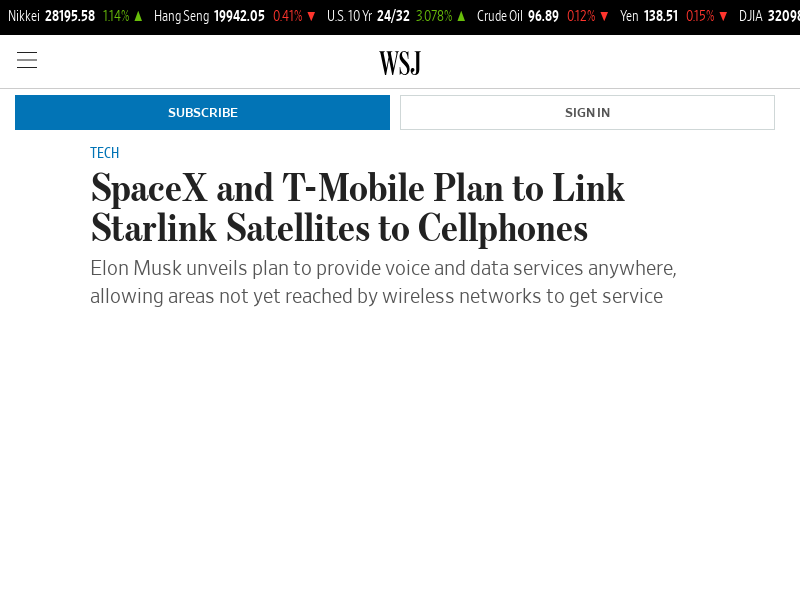 Nikkei 28195.58 1.14% ▲ Hang Seng 19942.05 0.41% ▼ U.S. 10 Yr 24/32 3.078% ▲ Crude Oil 96.89 0.12% ▼ Yen 138.51 0.15% ▼ DJIA 32098
WSJ
SUBSCRIBE SIGN IN
TECH
SpaceX and T-Mobile Plan to Link
Starlink Satellites to Cellphones
Elon Musk unveils plan to provide voice and data services anywhere,
allowing areas not yet reached by wireless networks to get service